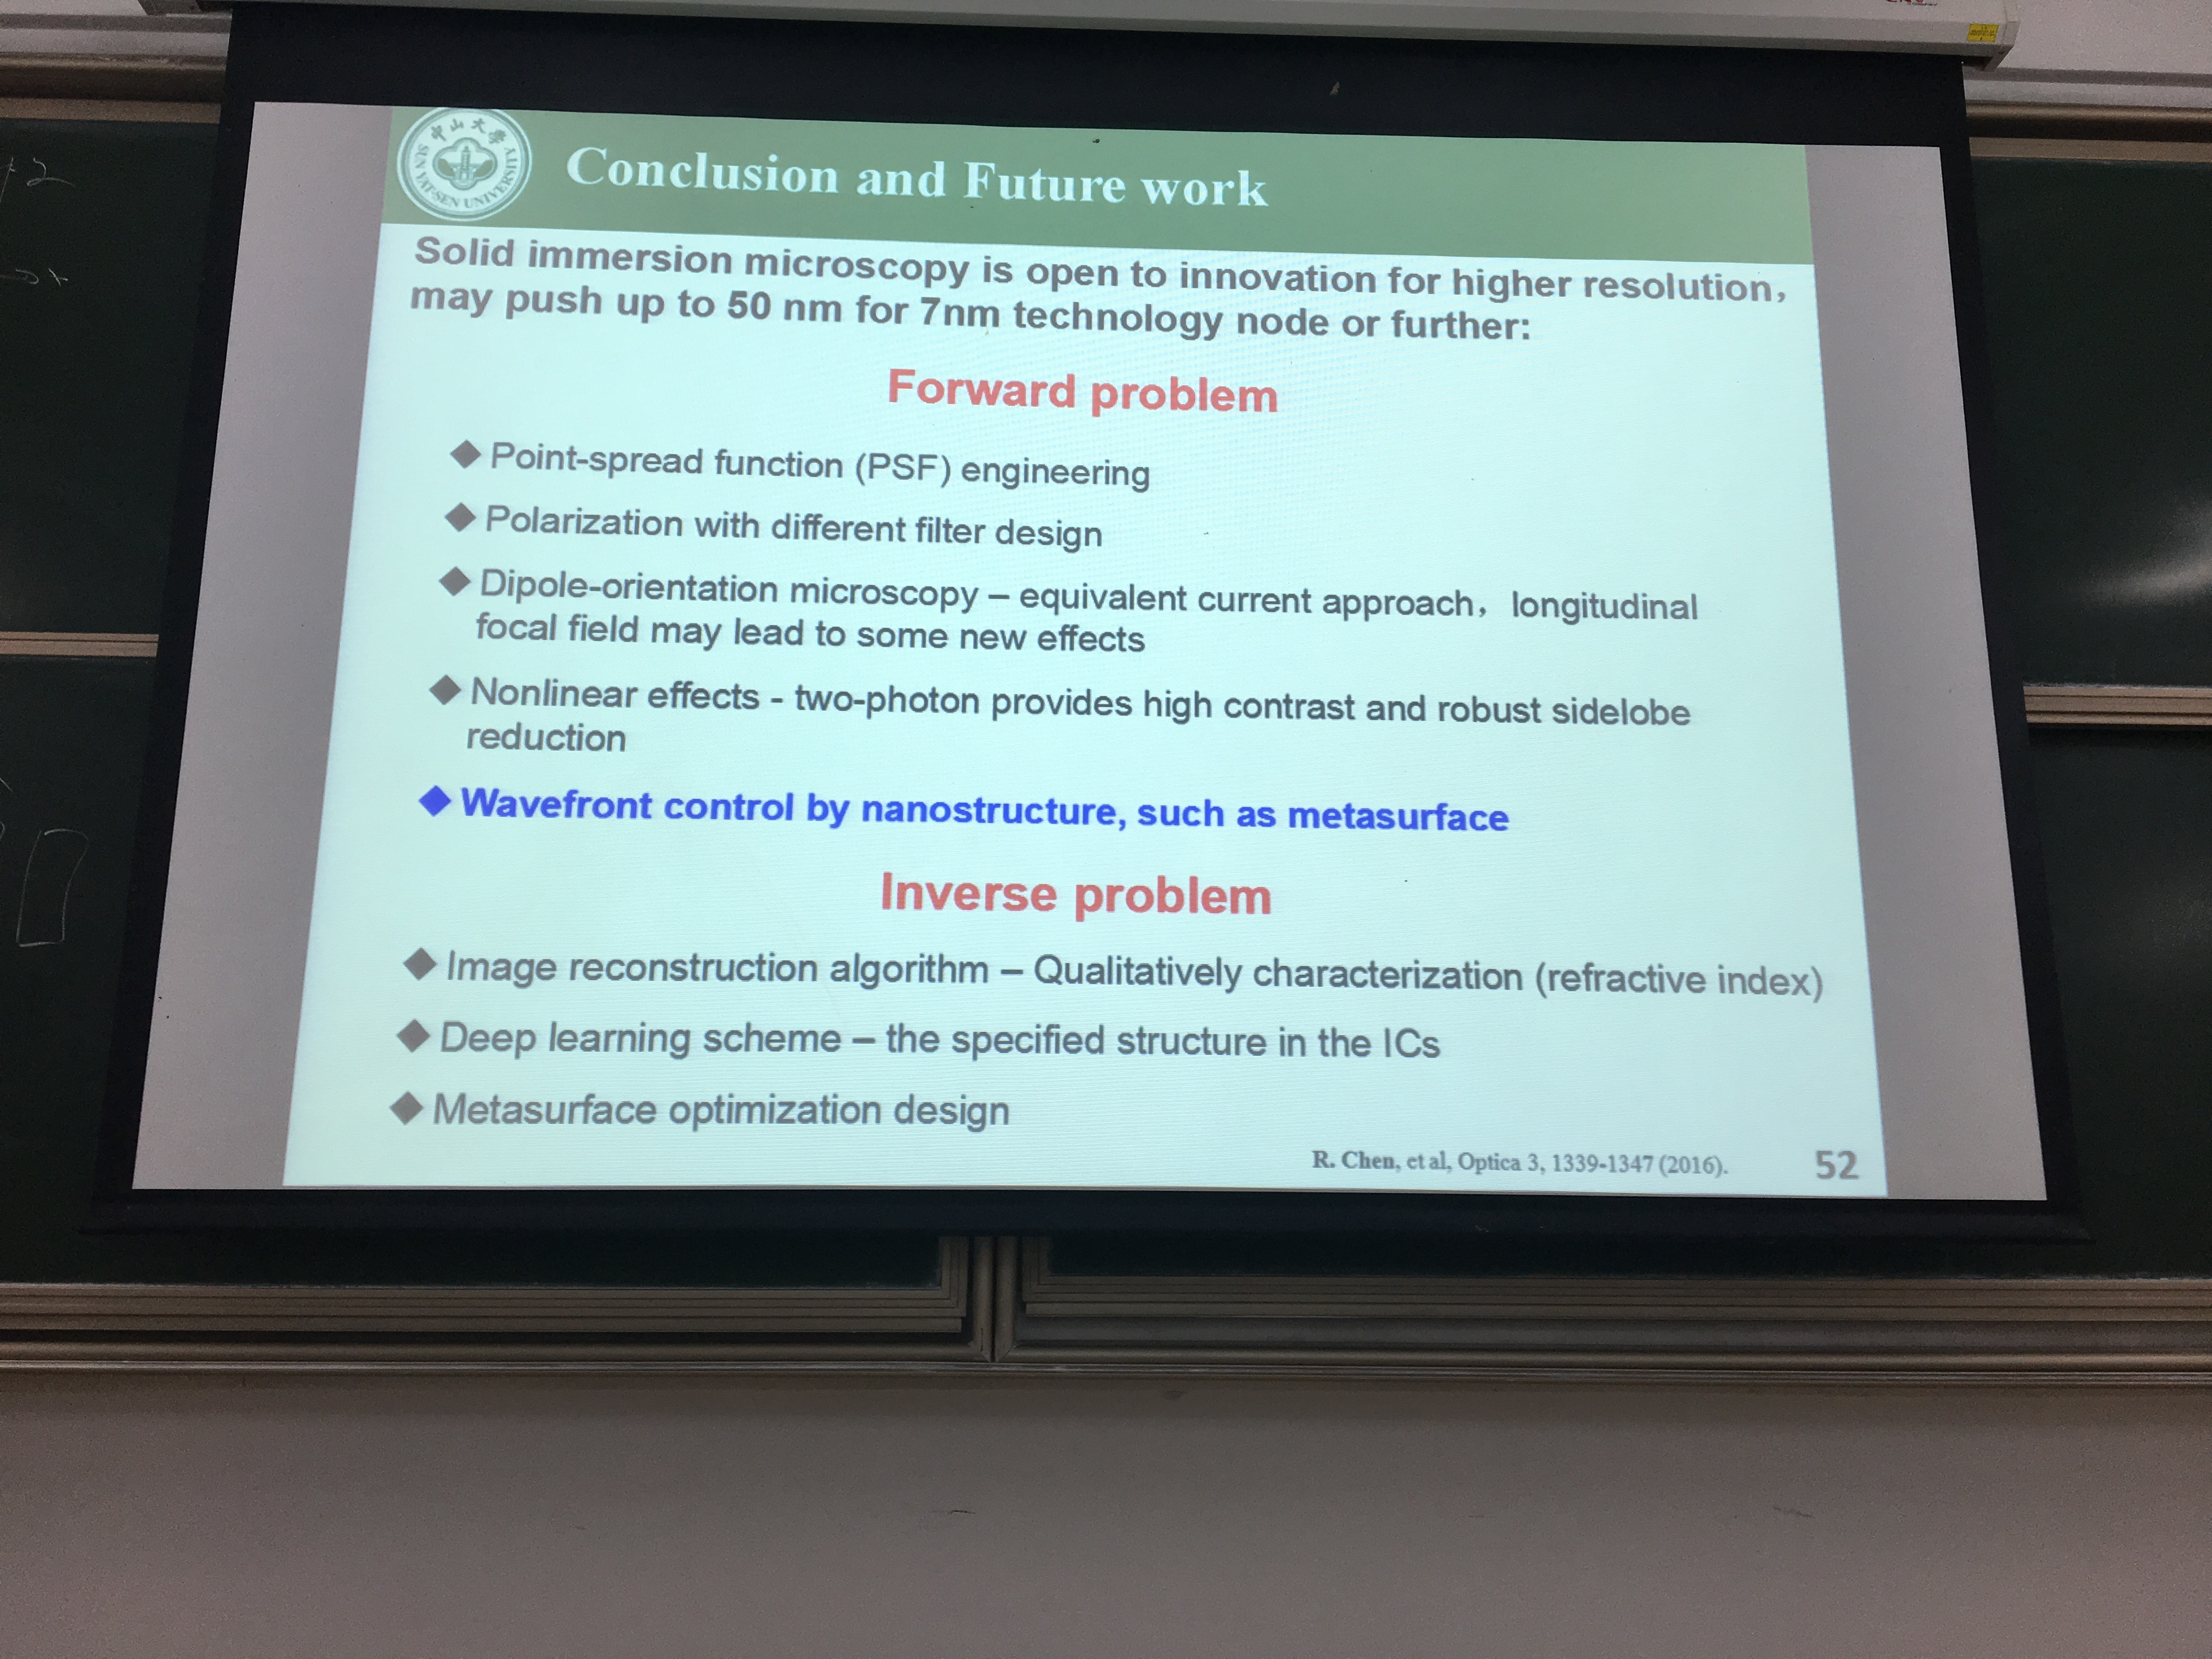 中山大學
SUN YAT-SEN UNIVERSITY
Conclusion and Future work
Solid immersion microscopy is open to innovation for higher resolution,
may push up to 50 nm for 7nm technology node or further:
Forward problem
◆ Point-spread function (PSF) engineering
◆ Polarization with different filter design
◆ Dipole-orientation microscopy – equivalent current approach，longitudinal
focal field may lead to some new effects
◆ Nonlinear effects - two-photon provides high contrast and robust sidelobe
reduction
◆ Wavefront control by nanostructure, such as metasurface
Inverse problem
◆ Image reconstruction algorithm – Qualitatively characterization (refractive index)
◆ Deep learning scheme – the specified structure in the ICs
◆ Metasurface optimization design
R. Chen, et al, Optica 3, 1339-1347 (2016).
52